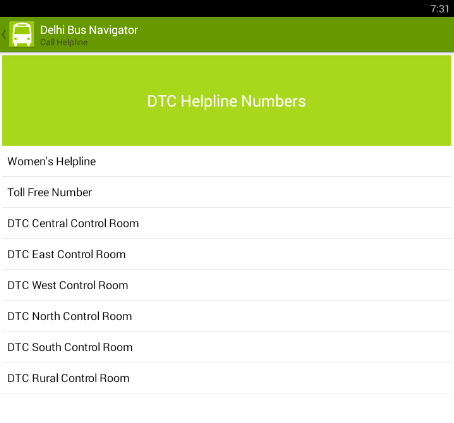 7:31
Delhi Bus Navigator
Call Helpline
DTC Helpline Numbers
Women's Helpline
Toll Free Number
DTC Central Control Room
DTC East Control Room
DTC West Control Room
DTC North Control Room
DTC South Control Room
DTC Rural Control Room